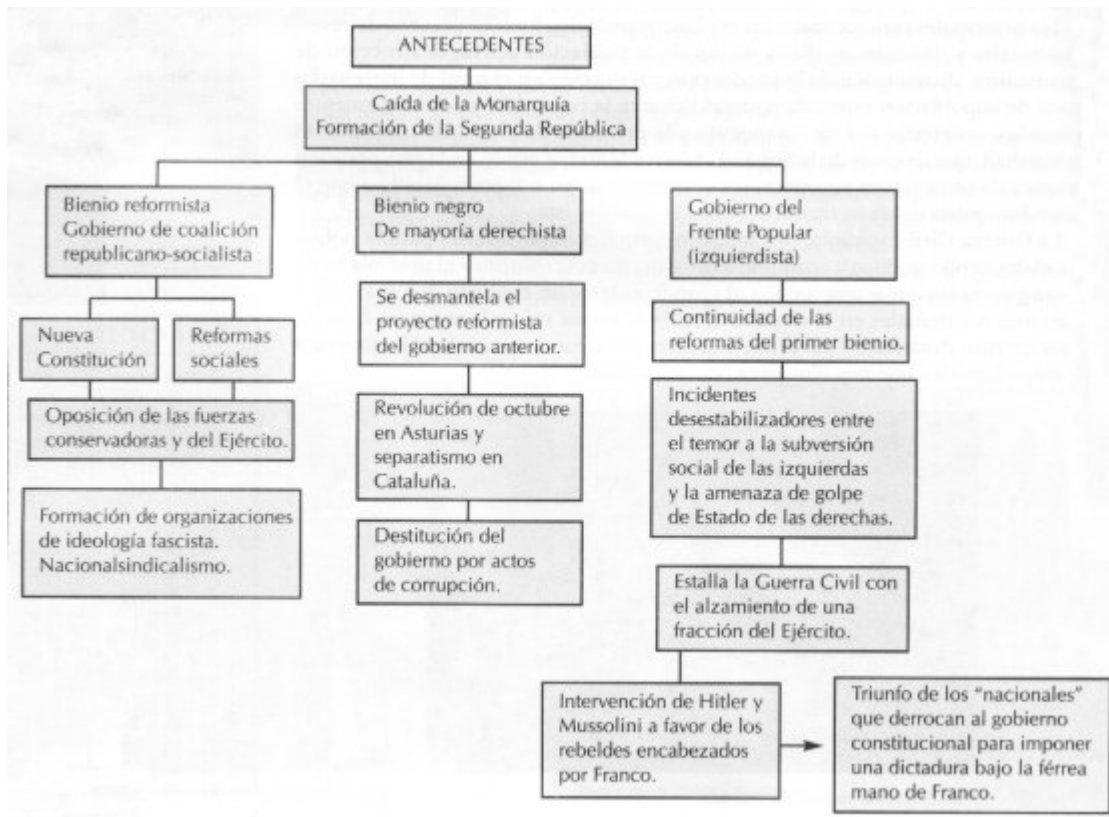 ANTECEDENTES
Caída de la Monarquía
Formación de la Segunda República
Bienio reformista
Gobierno de coalición
republicano-socialista
Nueva
Constitución
Reformas
sociales
Oposición de las fuerzas
conservadoras y del Ejército.
Formación de organizaciones
de ideología fascista.
Nacionalsindicalismo.
Bienio negro
De mayoría derechista
Se desmantela el
proyecto reformista
del gobierno anterior.
Revolución de octubre
en Asturias y
separatismo en
Cataluña.
Destitución del
gobierno por actos
de corrupción.
Gobierno del
Frente Popular
(izquierdista)
Continuidad de las
reformas del primer bienio.
Incidentes
desestabilizadores entre
el temor a la subversión
social de las izquierdas
y la amenaza de golpe
de Estado de las derechas.
Estalla la Guerra Civil con
el alzamiento de una
fracción del Ejército.
Intervención de Hitler y
Mussolini a favor de los
rebeldes encabezados
por Franco.
Triunfo de los “nacionales”
que derrocan al gobierno
constitucional para imponer
una dictadura bajo la férrea
mano de Franco.